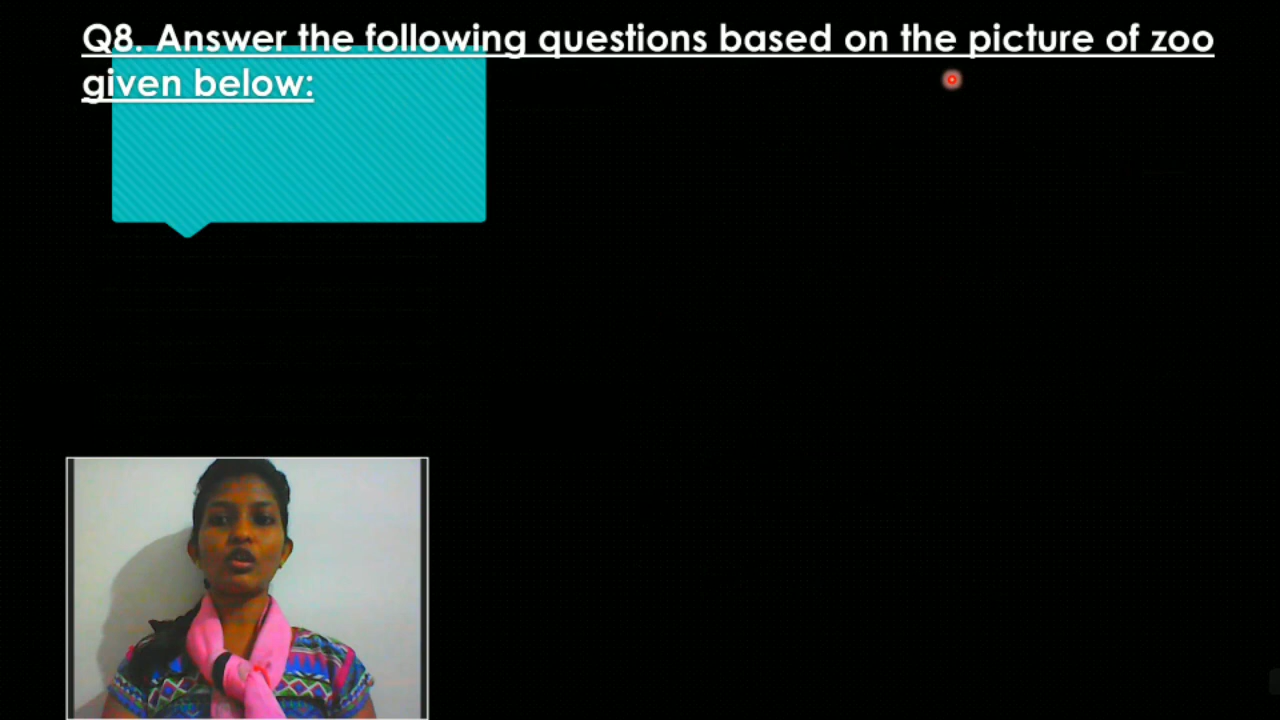 Q8. Answer the following questions based on the picture of zoo
given below: